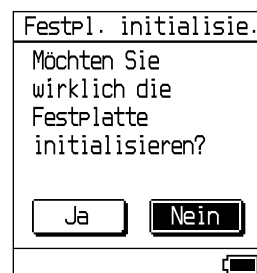 Festpl. initialisie.
Möchten Sie
wirklich die
Festplatte
initialisieren?
Ja Nein